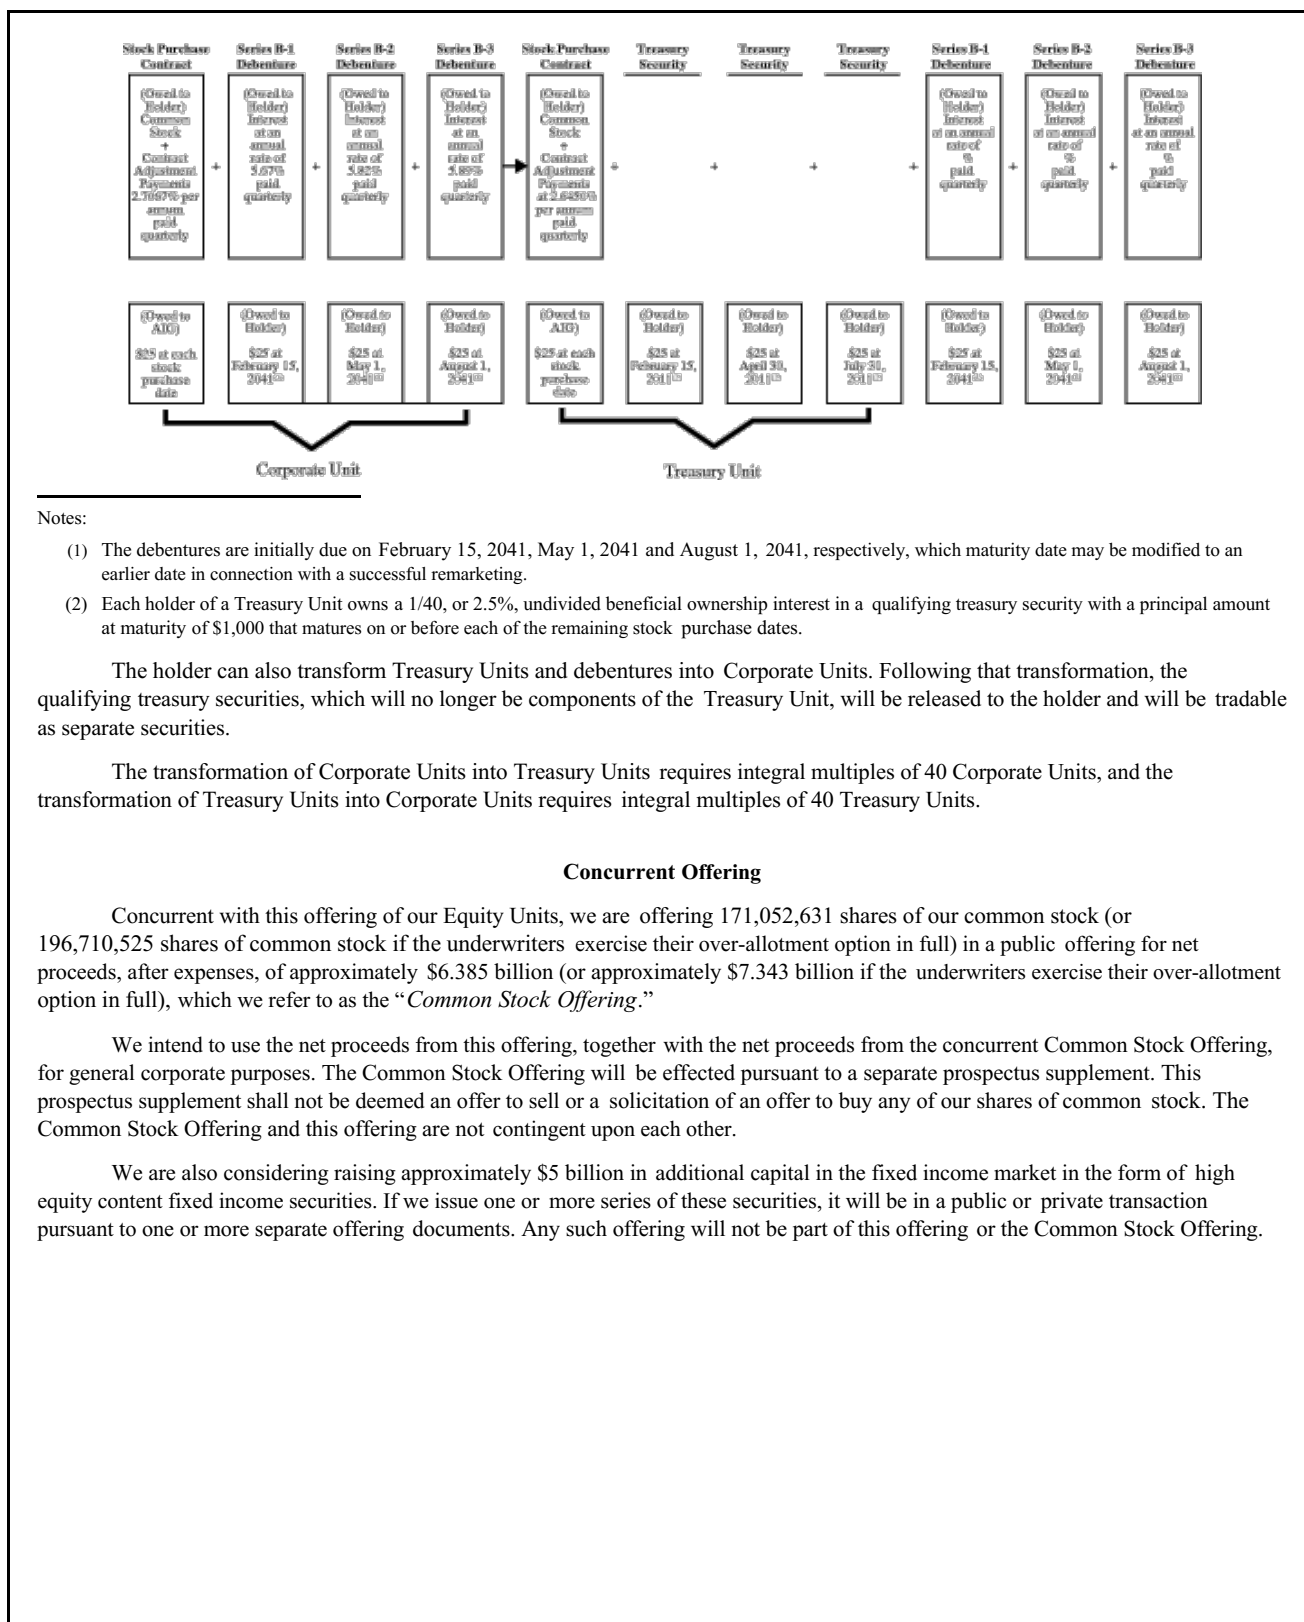 Stock Purchase
Contract
Series B-1
Debenture
Series B-2
Debenture
Series B-3
Debenture
Stock Purchase
Contract
Treasury
Security
Treasury
Security
Treasury
Security
Series B-1
Debenture
Series B-2
Debenture
Series B-3
Debenture
(Owed to
Holder)
Common
Stock
+
Contract
Adjustment
Payments
2.7067% per
annum
paid
quarterly
+
(Owed to
Holder)
Interest
at an
annual
rate of
5.67%
paid
quarterly
+
(Owed to
Holder)
Interest
at an
annual
rate of
5.82%
paid
quarterly
+
(Owed to
Holder)
Interest
at an
annual
rate of
5.89%
paid
quarterly
(Owed to
Holder)
Common
Stock
+
Contract
Adjustment
Payments
at
per annum
paid
quarterly
+
+
+
+
(Owed to
Holder)
Interest
at an annual
rate of
%
paid
quarterly
+
(Owed to
Holder)
Interest
at an annual
rate of
%
paid
quarterly
+
(Owed to
Holder)
Interest
at an annual
rate of
%
paid
quarterly
(Owed to
AIG)
$25 at each
stock
purchase
date
(Owed to
Holder)
$25 at
February 15,
2041(1)
(Owed to
Holder)
$25 at
May 1,
2041(1)
(Owed to
Holder)
$25 at
August 1,
2041(1)
(Owed to
AIG)
$25 at each
stock
purchase
date
(Owed to
Holder)
$25 at
February 15,
2011(2)
(Owed to
Holder)
$25 at
April 30,
2011(2)
(Owed to
Holder)
$25 at
July 31,
2011(2)
(Owed to
Holder)
$25 at
February 15,
2041(1)
(Owed to
Holder)
$25 at
May 1,
2041(1)
(Owed to
Holder)
$25 at
August 1,
2041(1)
Corporate Unit
Treasury Unit
Notes:
(1) The debentures are initially due on February 15, 2041, May 1, 2041 and August 1, 2041, respectively, which maturity date may be modified to an
earlier date in connection with a successful remarketing.
(2) Each holder of a Treasury Unit owns a 1/40, or 2.5%, undivided beneficial ownership interest in a qualifying treasury security with a principal amount
at maturity of $1,000 that matures on or before each of the remaining stock purchase dates.
The holder can also transform Treasury Units and debentures into Corporate Units. Following that transformation, the
qualifying treasury securities, which will no longer be components of the Treasury Unit, will be released to the holder and will be tradable
as separate securities.
The transformation of Corporate Units into Treasury Units requires integral multiples of 40 Corporate Units, and the
transformation of Treasury Units into Corporate Units requires integral multiples of 40 Treasury Units.
Concurrent Offering
Concurrent with this offering of our Equity Units, we are offering 171,052,631 shares of our common stock (or
196,710,525 shares of common stock if the underwriters exercise their over-allotment option in full) in a public offering for net
proceeds, after expenses, of approximately $6.385 billion (or approximately $7.343 billion if the underwriters exercise their over-allotment
option in full), which we refer to as the “Common Stock Offering.”
We intend to use the net proceeds from this offering, together with the net proceeds from the concurrent Common Stock Offering,
for general corporate purposes. The Common Stock Offering will be effected pursuant to a separate prospectus supplement. This
prospectus supplement shall not be deemed an offer to sell or a solicitation of an offer to buy any of our shares of common stock. The
Common Stock Offering and this offering are not contingent upon each other.
We are also considering raising approximately $5 billion in additional capital in the fixed income market in the form of high
equity content fixed income securities. If we issue one or more series of these securities, it will be in a public or private transaction
pursuant to one or more separate offering documents. Any such offering will not be part of this offering or the Common Stock Offering.